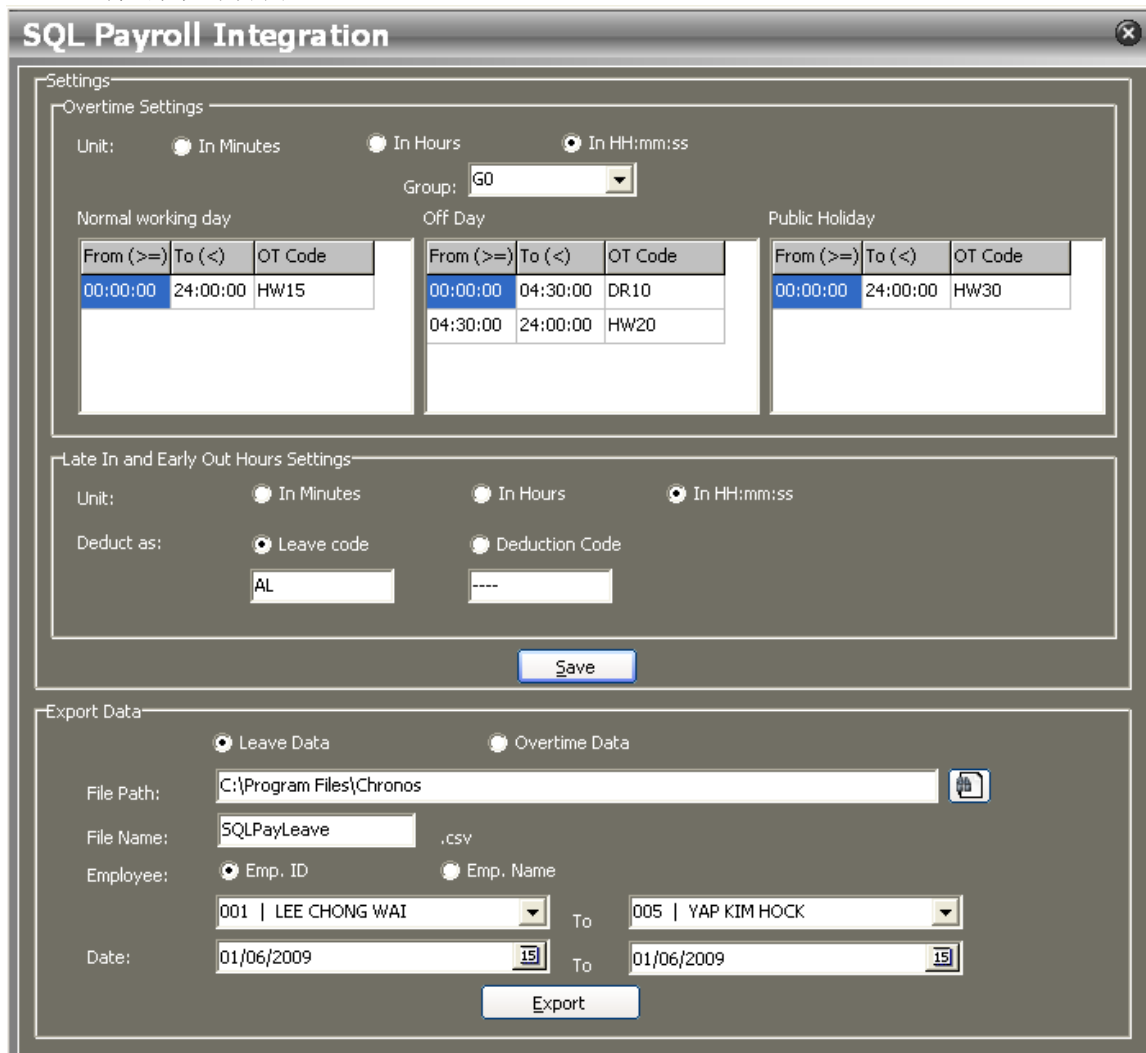 SQL Payroll Integration
Settings
Overtime Settings
Unit: In Minutes In Hours In HH:mm:ss
Group: G0
Normal working day Off Day Public Holiday
From (>=) To (<) OT Code From (>=) To (<) OT Code From (>=) To (<) OT Code
00:00:00 24:00:00 HW15 00:00:00 04:30:00 DR10 00:00:00 24:00:00 HW30
04:30:00 24:00:00 HW20
Late In and Early Out Hours Settings
Unit: In Minutes In Hours In HH:mm:ss
Deduct as: Leave code Deduction Code
AL ----
Save
Export Data
Leave Data Overtime Data
File Path: C:\Program Files\Chronos
File Name: SQLPayLeave .csv
Employee: Emp. ID Emp. Name
001 | LEE CHONG WAI To 005 | YAP KIM HOCK
Date: 01/06/2009 15 To 01/06/2009 15
Export